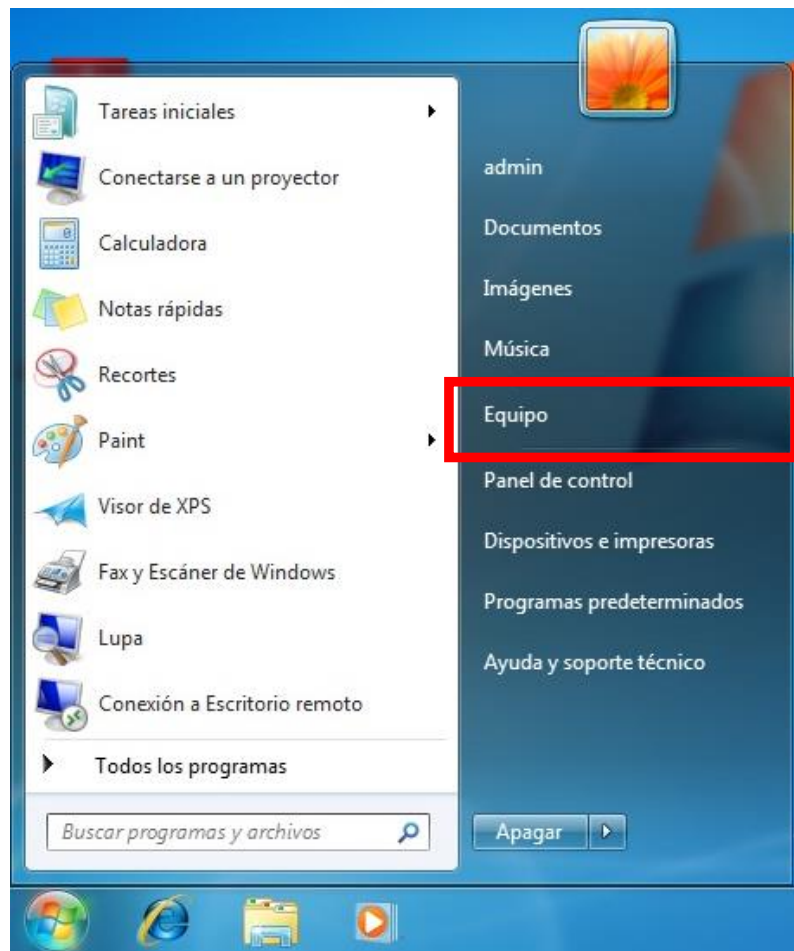 Tareas iniciales
Conectarse a un proyector
Calculadora
Notas rápidas
Recortes
Paint
Visor de XPS
Fax y Escáner de Windows
Lupa
Conexión a Escritorio remoto
Todos los programas
Buscar programas y archivos
admin
Documentos
Imágenes
Música
Equipo
Panel de control
Dispositivos e impresoras
Programas predeterminados
Ayuda y soporte técnico
Apagar